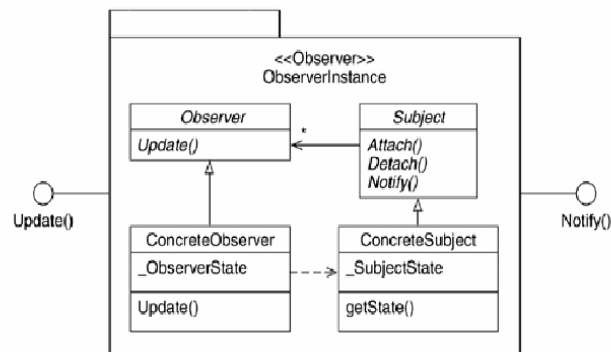 <<Observer>>
ObserverInstance
Observer
Update()
*
Subject
Attach()
Detach()
Notify()
Update()
Notify()
ConcreteObserver
_ObserverState
Update()
ConcreteSubject
_SubjectState
getState()